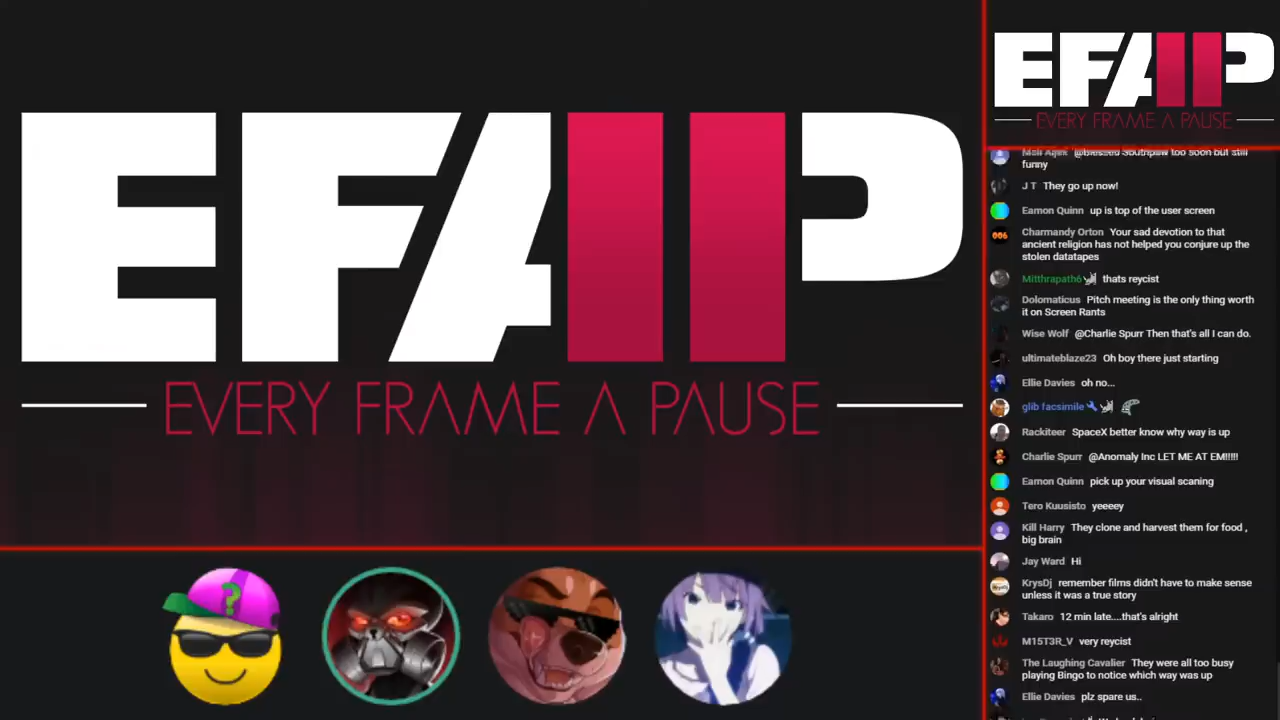 EFAP
EVERY FRAME A PAUSE
?
EFAP
EVERY FRAME A PAUSE
too soon but still
funny
J T They go up now!
Eamon Quinn up is top of the user screen
006
Charmandy Orton Your sad devotion to that
ancient religion has not helped you conjure up the
stolen datatapes
Mitthrapath6 thats reycist
Dolomaticus Pitch meeting is the only thing worth
it on Screen Rants
Wise Wolf @Charlie Spurr Then that's all I can do.
ultimateblaze23 Oh boy there just starting
Ellie Davies oh no...
glib facsimile
Rackiteer SpaceX better know why way is up
Charlie Spurr @Anomaly Inc LET ME AT EM!!!!!
Eamon Quinn pick up your visual scaning
Tero Kuusisto yeeeey
Kill Harry They clone and harvest them for food ,
big brain
Jay Ward Hi
KrysDj remember films didn't have to make sense
unless it was a true story
Takaro 12 min late....that's alright
M15T3R_V very reycist
The Laughing Cavalier They were all too busy
playing Bingo to notice which way was up
Ellie Davies plz spare us..